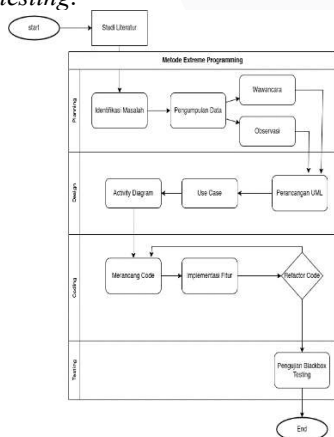 testing.
start
Studi Literatur
Metode Extreme Programming
Planning
Identifikasi Masalah
Pengumpulan Data
Wawancara
Observasi
Design
Activity Diagram
Use Case
Perancangan UML
Coding
Merancang Code
Implementasi Fitur
Refactor Code
Testing
Pengujian Blackbox
Testing
End